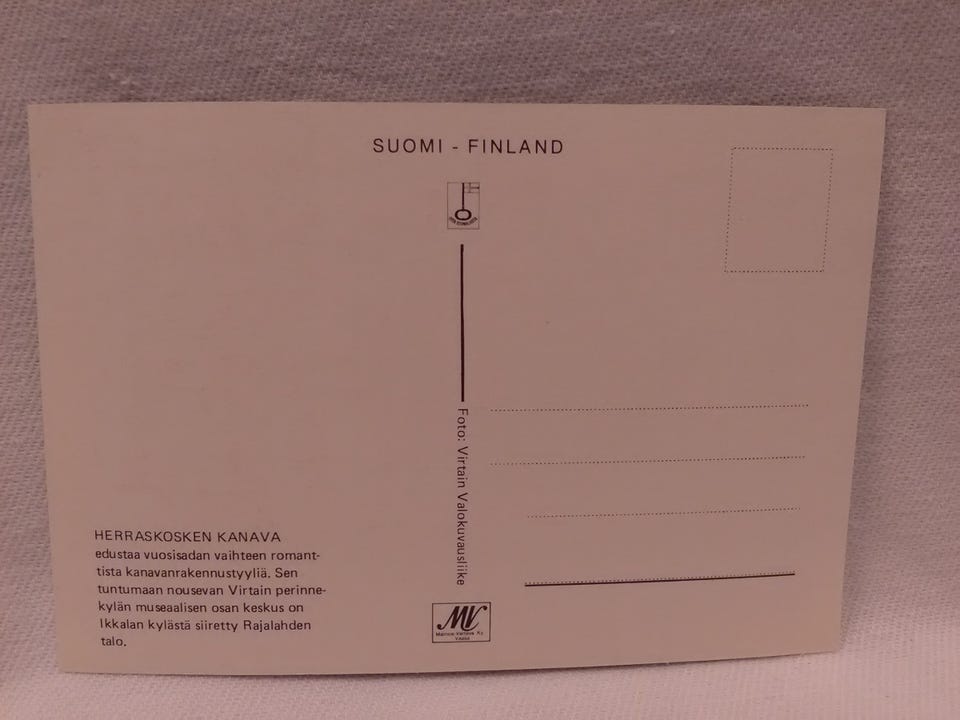 SUOMI - FINLAND
Foto: Virtain Valokuvausliike
HERRASKOSKEN KANAVA
edustaa vuosisadan vaihteen romant-
tista kanavanrakennustyyliä. Sen
tuntumaan nousevan Virtain perinne-
kylän museaalisen osan keskus on
Ikkalan kylästä siiretty Rajalahden
talo.
MV